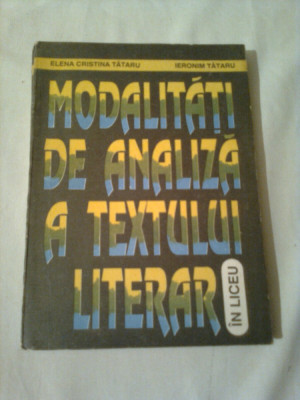 ELENA CRISTINA TĂTARU IERONIM TĂTARU
MODALITĂȚI
DE ANALIZĂ
A TEXTULUI
LITERAR
ÎN LICEU